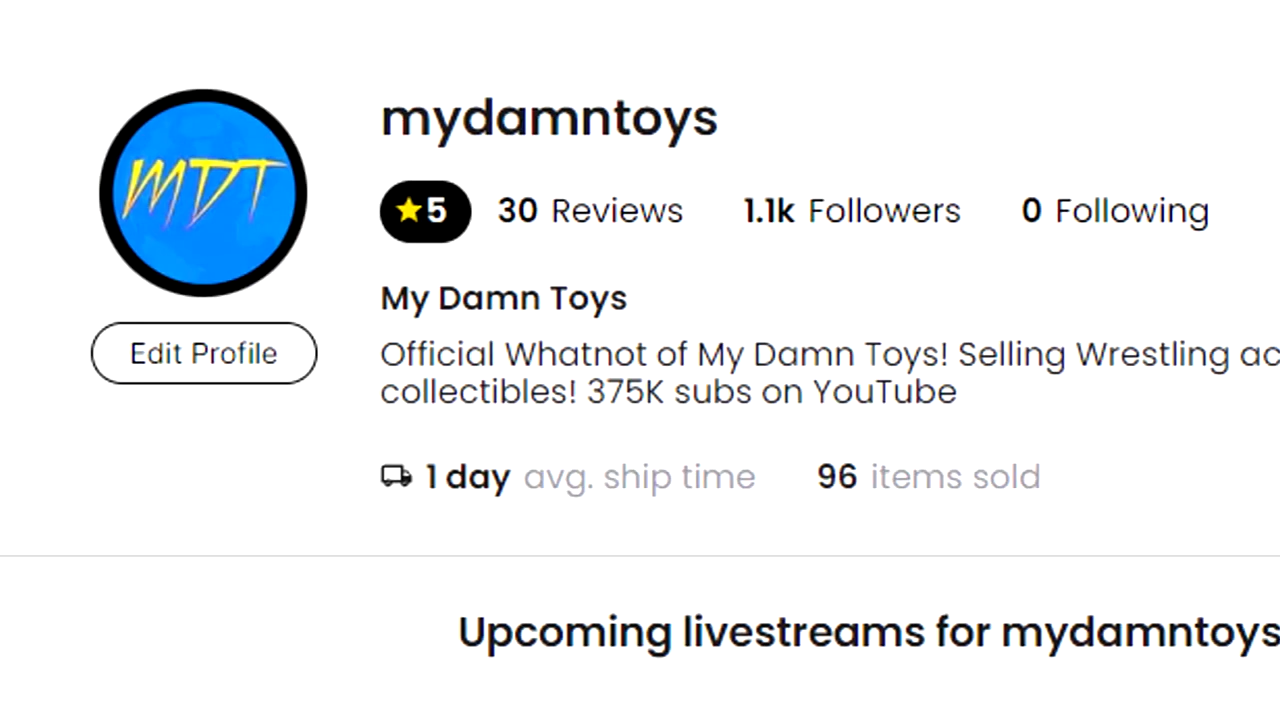 MDT
mydamntoys
5 30 Reviews 1.1k Followers 0 Following
Edit Profile
My Damn Toys
Official Whatnot of My Damn Toys! Selling Wrestling ac
collectibles! 375K subs on YouTube
1 day avg. ship time 96 items sold
Upcoming livestreams for mydamntoys